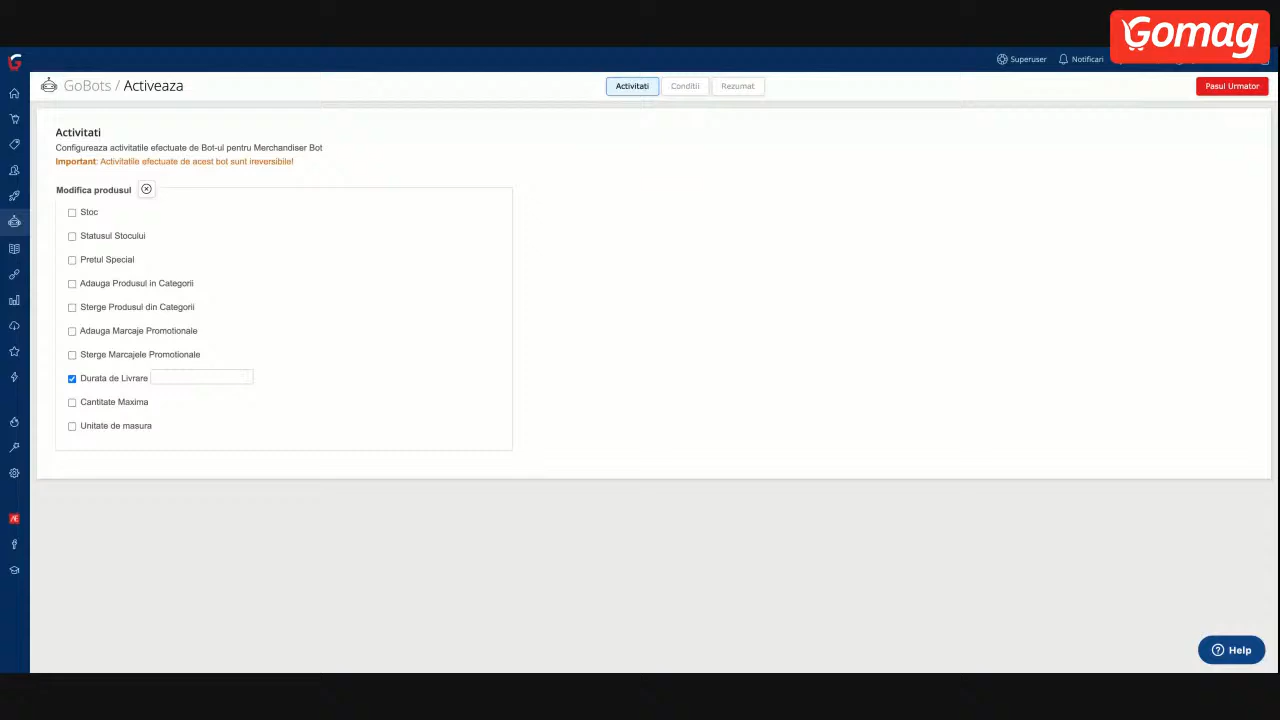 Gomag
Superuser
Notificari
GoBots / Activeaza
Activitati
Conditii
Rezumat
Pasul Urmator
Activitati
Configureaza activitatile efectuate de Bot-ul pentru Merchandiser Bot
Important: Activitatile efectuate de acest bot sunt ireversibile!
Modifica produsul
Stoc
Statusul Stocului
Pretul Special
Adauga Produsul in Categorii
Sterge Produsul din Categorii
Adauga Marcaje Promotionale
Sterge Marcajele Promotionale
Durata de Livrare
Cantitate Maxima
Unitate de masura
Help